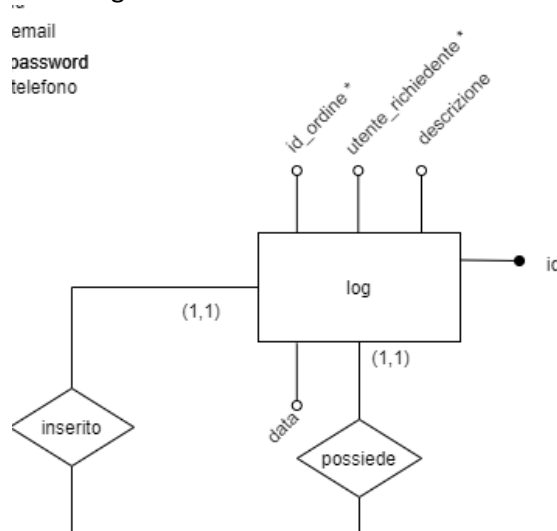 email
password
telefono
id_ordine *
utente_richiedente *
descrizione
log
(1,1)
(1,1)
data
inserito
possiede